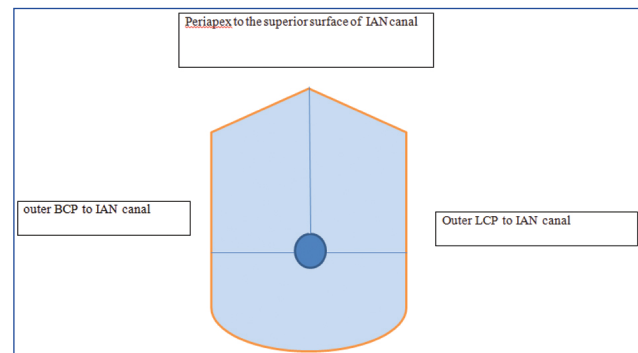 Periapex to the superior surface of IAN canal
outer BCP to IAN canal
Outer LCP to IAN canal